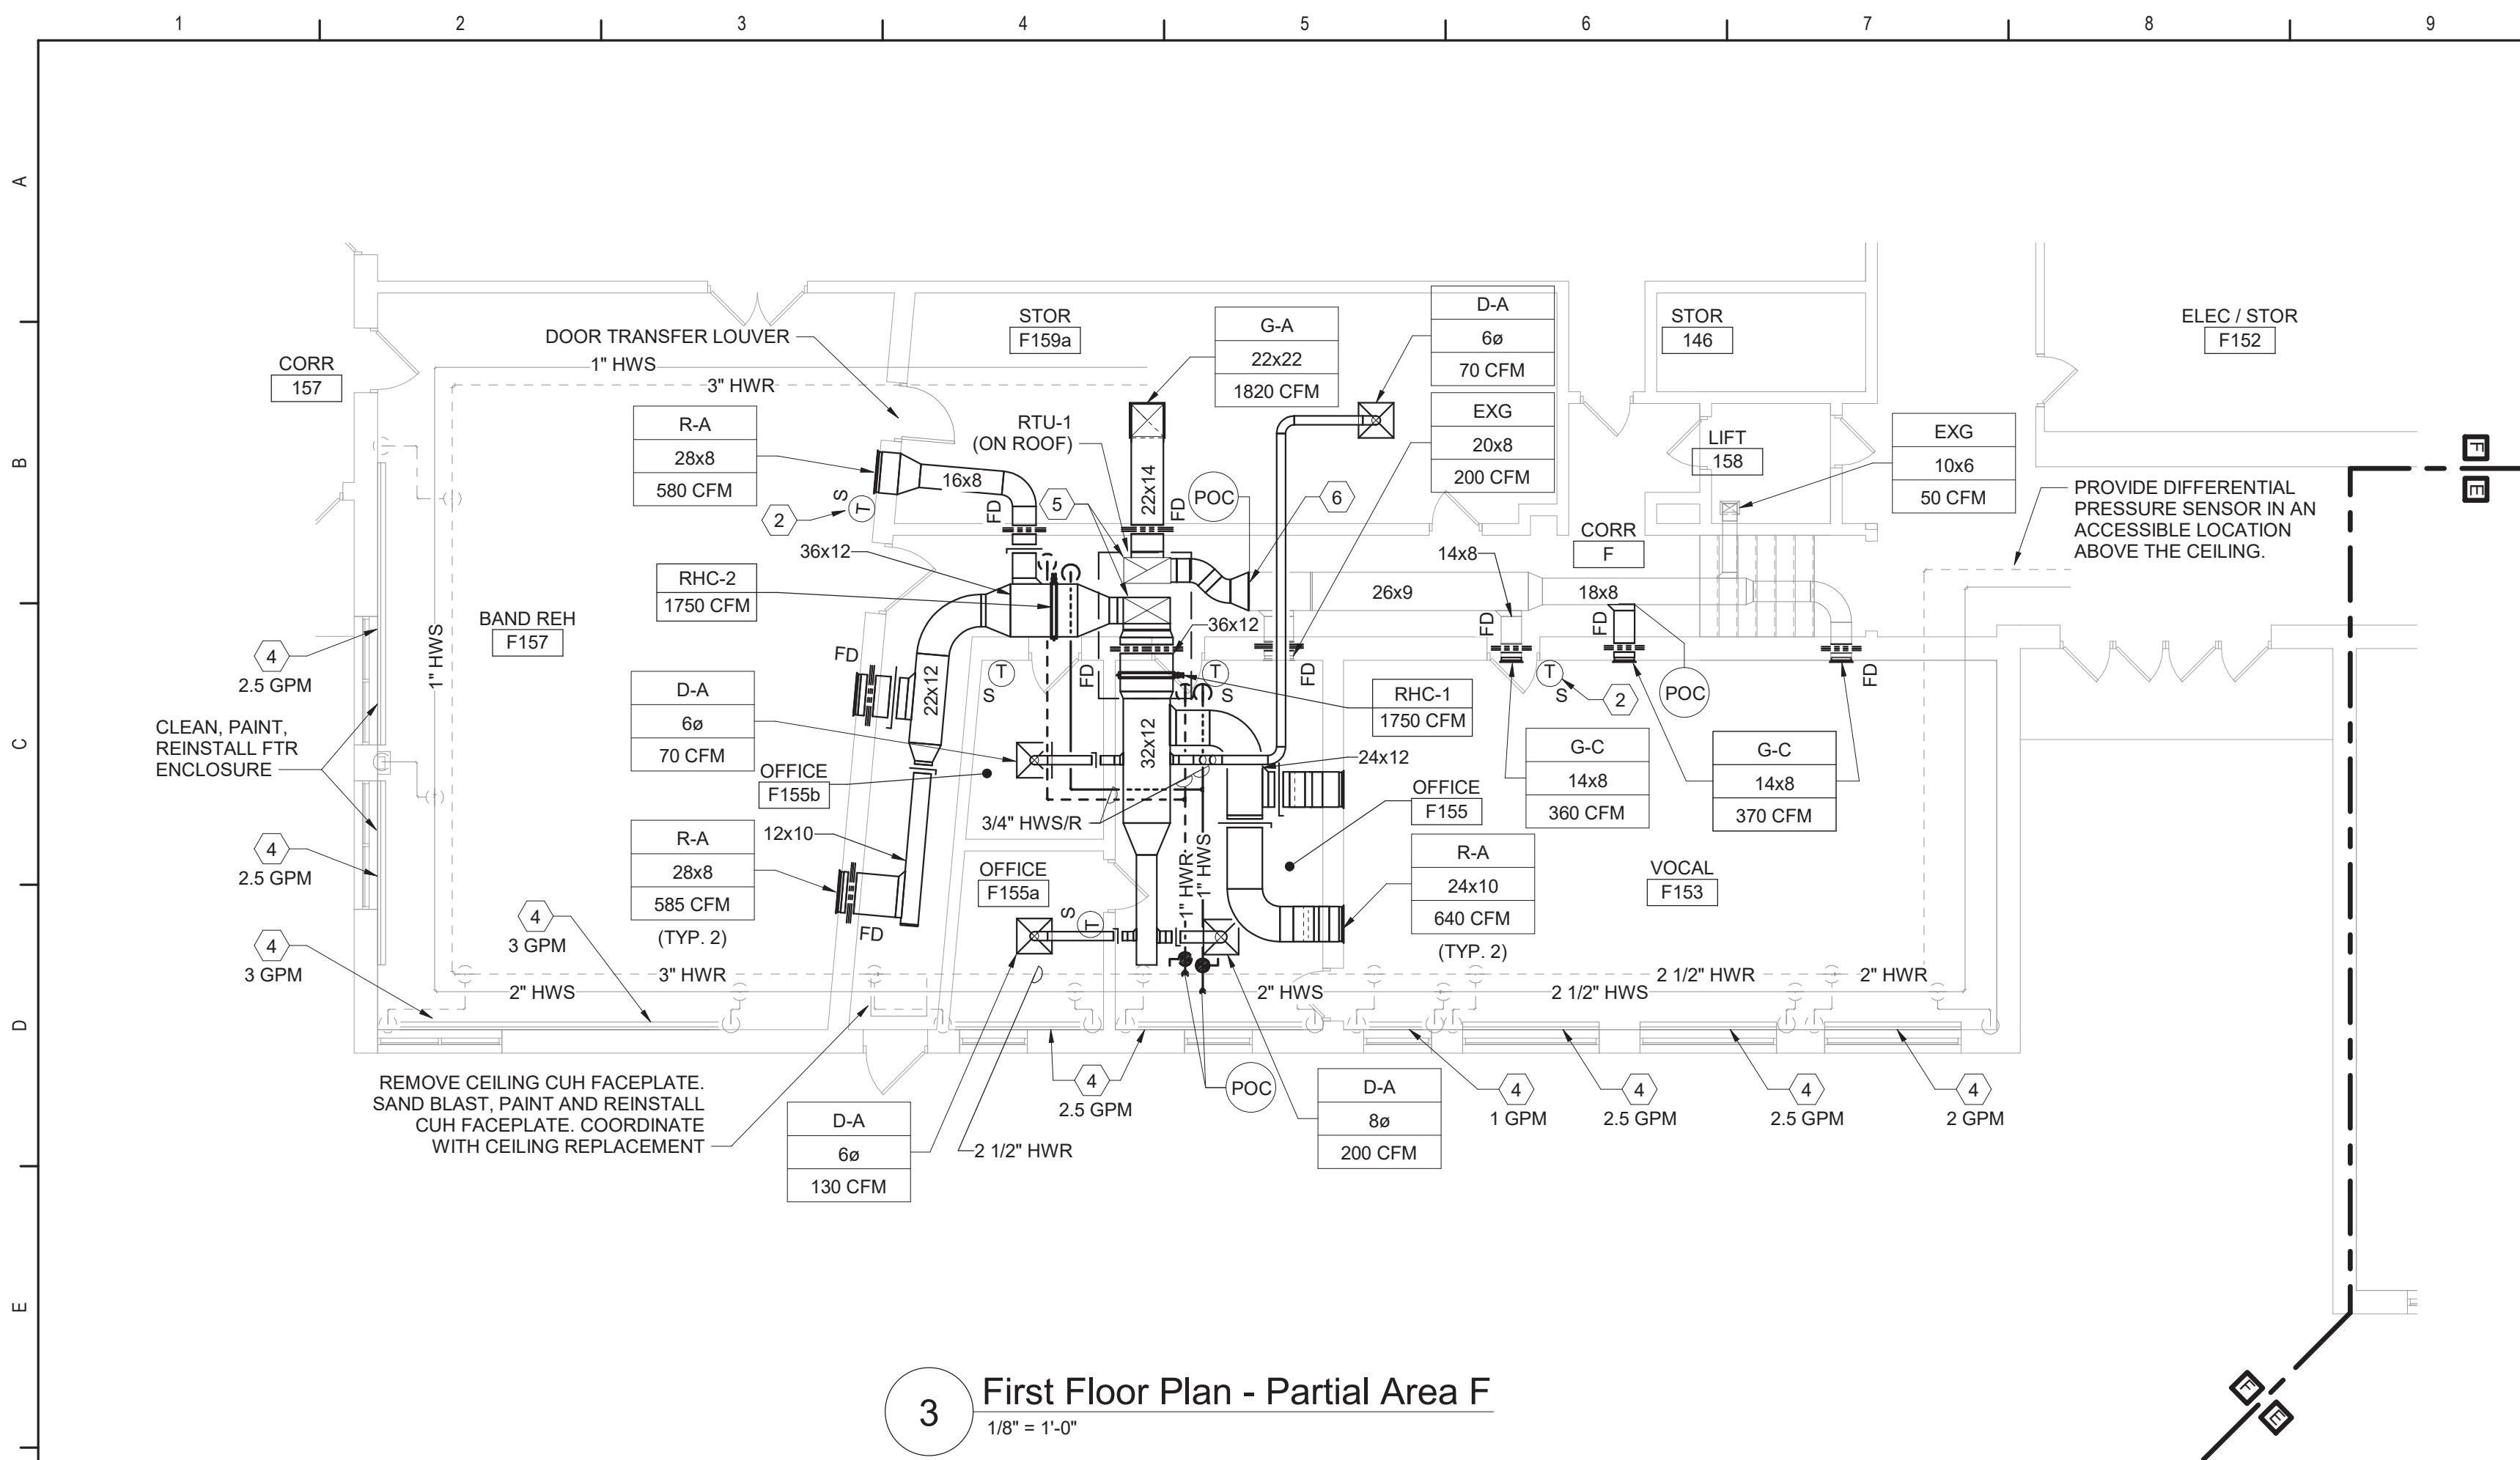 1 2 3 4 5 6 7 8 9
A
B
C
D
E
STOR
F159a
G-A
22x22
1820 CFM
D-A
6ø
70 CFM
STOR
146
ELEC / STOR
F152
DOOR TRANSFER LOUVER
CORR
157
1" HWS
3" HWR
R-A
28x8
580 CFM
RTU-1
(ON ROOF)
EXG
20x8
200 CFM
LIFT
158
EXG
10x6
50 CFM
F
E
PROVIDE DIFFERENTIAL
PRESSURE SENSOR IN AN
ACCESSIBLE LOCATION
ABOVE THE CEILING.
16x8
S
T
2
FD
5
22x14
FD
POC
6
36x12
14x8
CORR
F
RHC-2
1750 CFM
26x9
18x8
BAND REH
F157
1" HWS
4
2.5 GPM
36x12
FD
FD
FD
T
S
FD
T
S
FD
T
S
2
POC
FD
22x12
D-A
6ø
70 CFM
RHC-1
1750 CFM
CLEAN, PAINT,
REINSTALL FTR
ENCLOSURE
32x12
24x12
G-C
14x8
360 CFM
G-C
14x8
370 CFM
OFFICE
F155b
OFFICE
F155
3/4" HWS/R
12x10
4
2.5 GPM
R-A
28x8
585 CFM
(TYP. 2)
FD
OFFICE
F155a
1" HWR
1" HWS
R-A
24x10
640 CFM
(TYP. 2)
VOCAL
F153
4
3 GPM
4
3 GPM
S
T
3" HWR
2" HWS
2" HWS
2 1/2" HWS
2 1/2" HWR
2" HWR
REMOVE CEILING CUH FACEPLATE.
SAND BLAST, PAINT AND REINSTALL
CUH FACEPLATE. COORDINATE
WITH CEILING REPLACEMENT
D-A
6ø
130 CFM
2 1/2" HWR
4
2.5 GPM
POC
D-A
8ø
200 CFM
4
1 GPM
4
2.5 GPM
4
2.5 GPM
4
2 GPM
3
First Floor Plan - Partial Area F
1/8" = 1'-0"
F
E